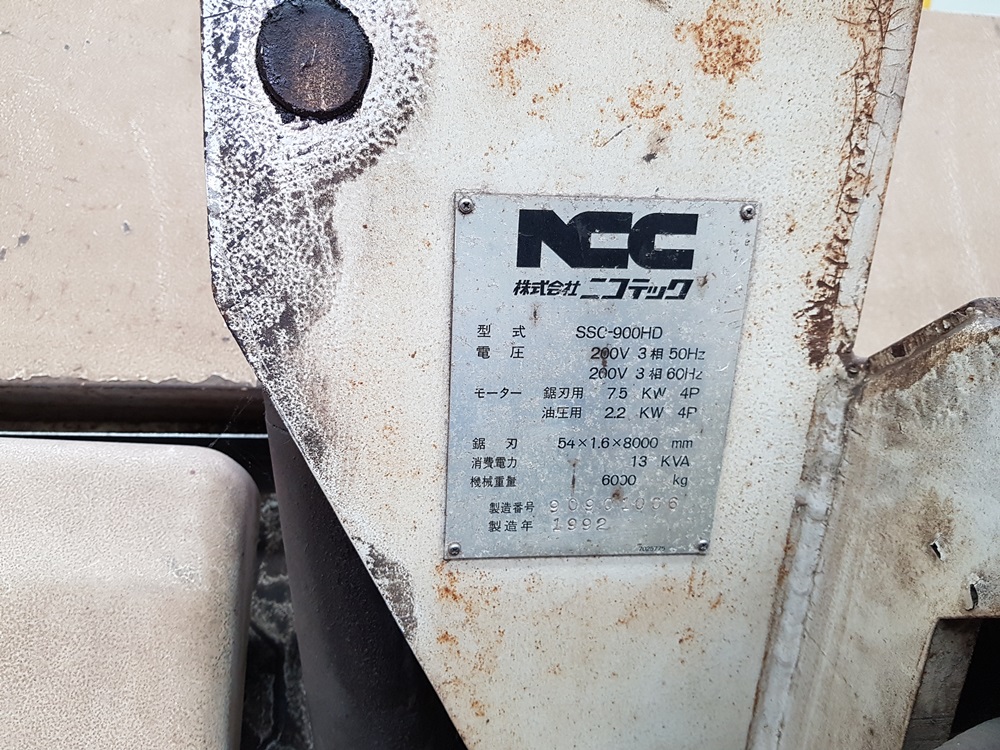 NCC
株式会社 ニコテック
型 式 SSC-900HD
電 圧 200V 3相 50Hz
200V 3相 60Hz
モーター 鋸刃用 7.5 KW 4P
油圧用 2.2 KW 4P
鋸 刃 54×1.6×8000 mm
消費電力 13 KVA
機械重量 6000 kg
製造番号
製造年 1992